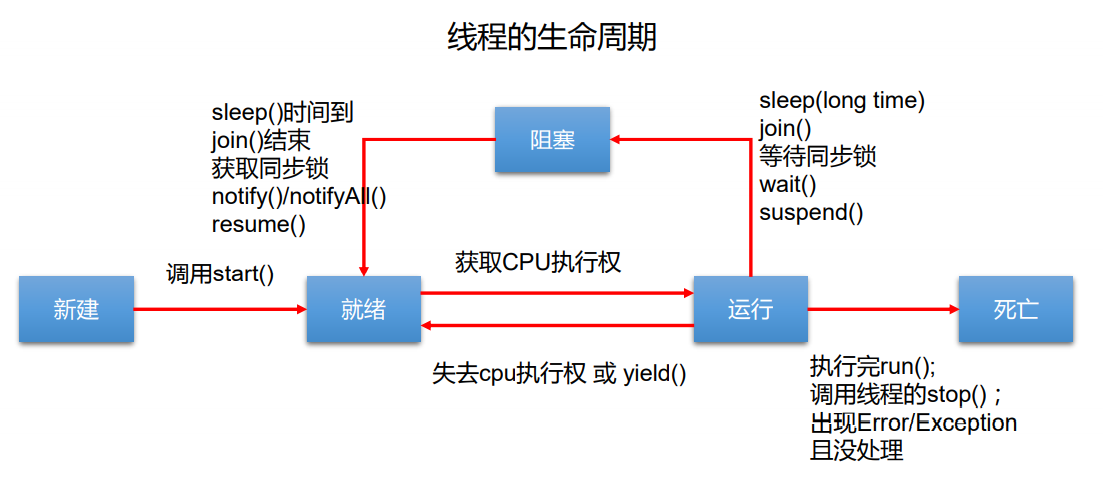 线程的生命周期
sleep()时间到
join()结束
获取同步锁
notify()/notifyAll()
resume()
阻塞
sleep(long time)
join()
等待同步锁
wait()
suspend()
调用start()
获取CPU执行权
新建
就绪
运行
死亡
失去cpu执行权 或 yield()
执行完run();
调用线程的stop() ;
出现Error/Exception
且没处理